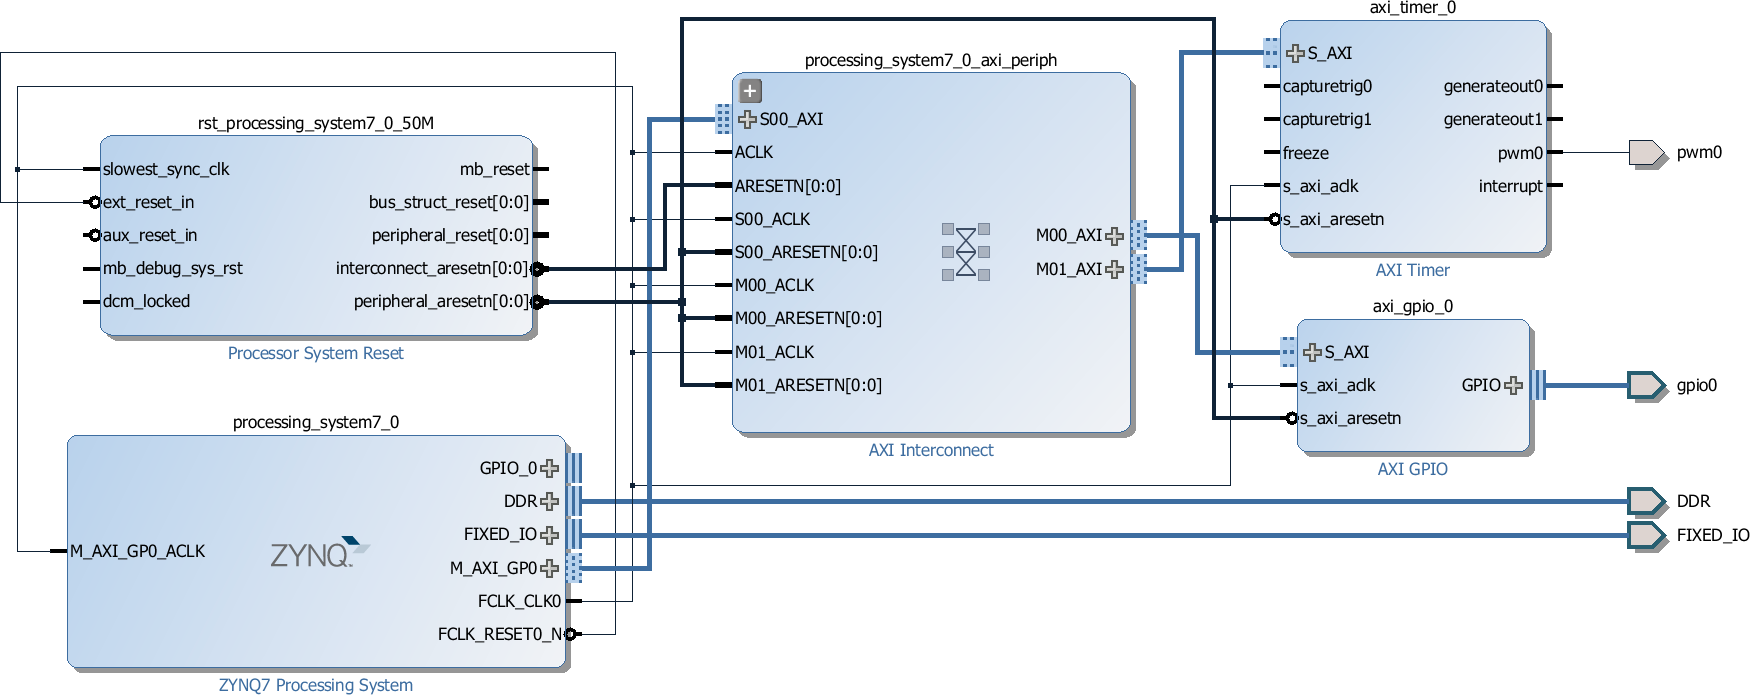 axi_timer_0
S_AXI
capturetrig0
generateout0
capturetrig1
generateout1
freeze
pwm0
s_axi_aclk
interrupt
s_axi_aresetn
AXI Timer
pwm0
processing_system7_0_axi_periph
S00_AXI
ACLK
ARESETN[0:0]
S00_ACLK
S00_ARESETN[0:0]
M00_ACLK
M00_ARESETN[0:0]
M01_ACLK
M01_ARESETN[0:0]
M00_AXI
M01_AXI
AXI Interconnect
rst_processing_system7_0_50M
slowest_sync_clk
mb_reset
ext_reset_in
bus_struct_reset[0:0]
aux_reset_in
peripheral_reset[0:0]
mb_debug_sys_rst
interconnect_aresetn[0:0]
dcm_locked
peripheral_aresetn[0:0]
Processor System Reset
axi_gpio_0
S_AXI
s_axi_aclk
GPIO
s_axi_aresetn
AXI GPIO
gpio0
processing_system7_0
GPIO_0
DDR
FIXED_IO
M_AXI_GP0_ACLK
ZYNQ
M_AXI_GP0
FCLK_CLK0
FCLK_RESET0_N
ZYNQ7 Processing System
DDR
FIXED_IO